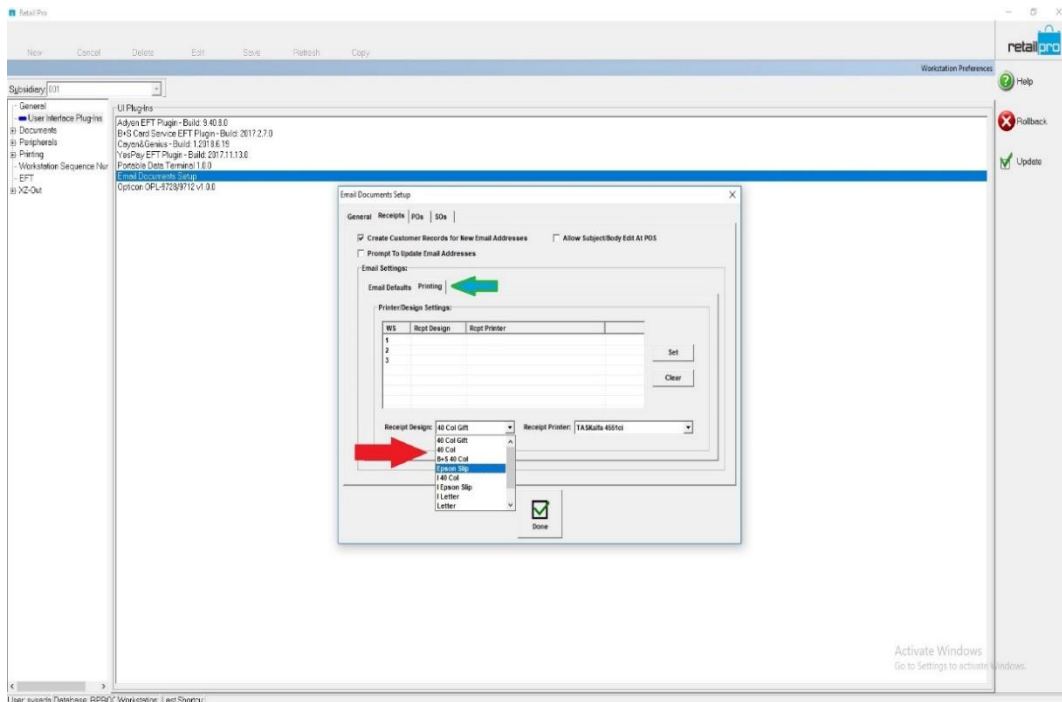 Retail Pro
New Cancel Delete Edit Save Refresh Copy
retail pro
Workstation Preferences
Subsidiary: 001
Help
Rollback
Update
General
User Interface Plug-ins
Documents
Peripherals
Printing
Workstation Sequence Nur
EFT
XZ-Out
UI Plug-Ins
Adyen EFT Plugin - Build: 9.40.8.0
B+S Card Service EFT Plugin - Build: 2017.2.7.0
Cayan&Genius - Build: 1.2018.6.19
YesPay EFT Plugin - Build: 2017.11.13.0
Portable Data Terminal 1.0.0
Email Documents Setup
Opticon OPL-9728/9712 v1.0.0
Email Documents Setup
General Receipts POs SOs
Create Customer Records for New Email Addresses Allow Subject/Body Edit At POS
Prompt To Update Email Addresses
Email Settings:
Email Defaults Printing
Printer/Design Settings:
WS Rcpt Design Rcpt Printer
1
2
3
Set
Clear
Receipt Design: 40 Col Gift Receipt Printer: TASKalfa 4551ci
40 Col Gift
40 Col
B+S 40 Col
Epson Slip
I 40 Col
I Epson Slip
I Letter
Letter
Done
Activate Windows
Go to Settings to activate Windows.